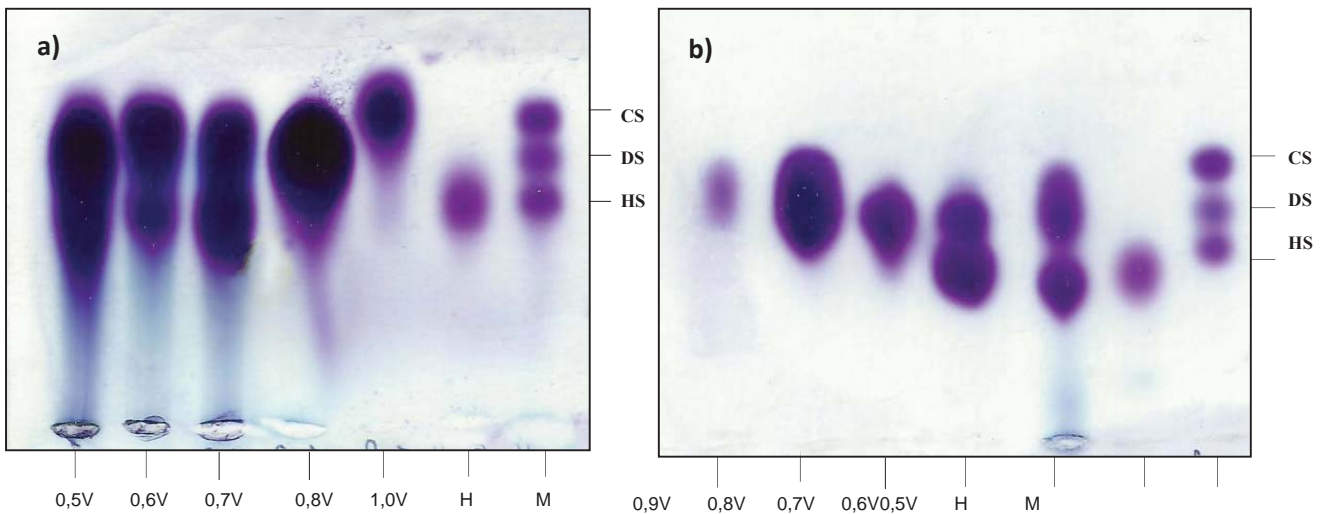 a)
CS
DS
HS
0,5V 0,6V 0,7V 0,8V 1,0V H M
b)
CS
DS
HS
0,9V 0,8V 0,7V 0,6V0,5V H M